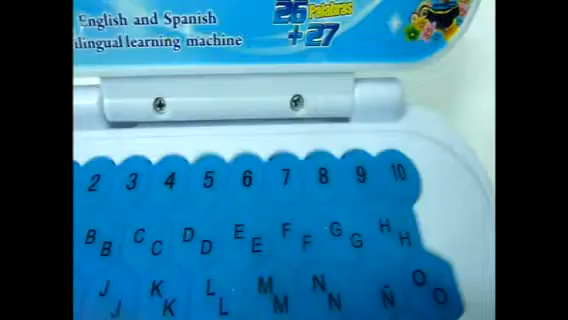 English and Spanish
26 Palabras
ilingual learning machine
+ 27
2 3 4 5 6 7 8 9 10
B B C C D D E E F F G G H H
J J K K L L M M N N Ñ O O